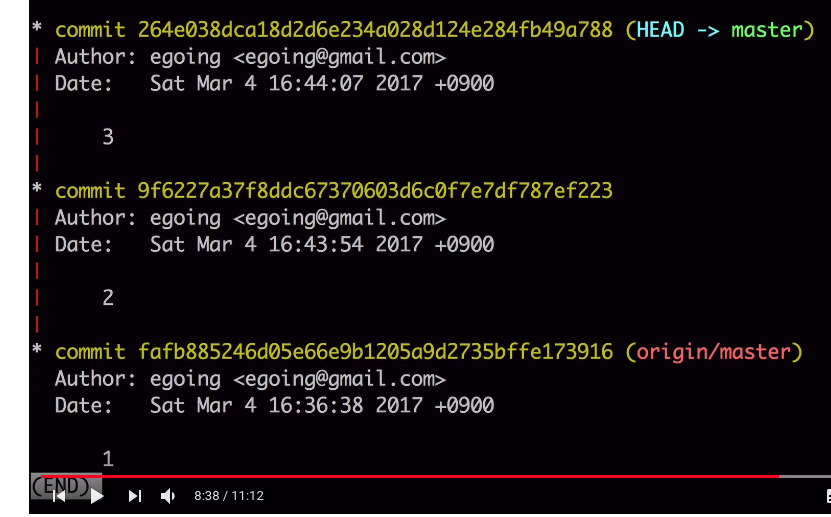 * commit 264e038dca18d2d6e234a028d124e284fb49a788 (HEAD -> master)
| Author: egoing <egoing@gmail.com>
| Date:   Sat Mar 4 16:44:07 2017 +0900
|
|     3
|
* commit 9f6227a37f8ddc67370603d6c0f7e7df787ef223
| Author: egoing <egoing@gmail.com>
| Date:   Sat Mar 4 16:43:54 2017 +0900
|
|     2
|
* commit fafb885246d05e66e9b1205a9d2735bffe173916 (origin/master)
  Author: egoing <egoing@gmail.com>
  Date:   Sat Mar 4 16:36:38 2017 +0900

      1
(END)
8:38 / 11:12